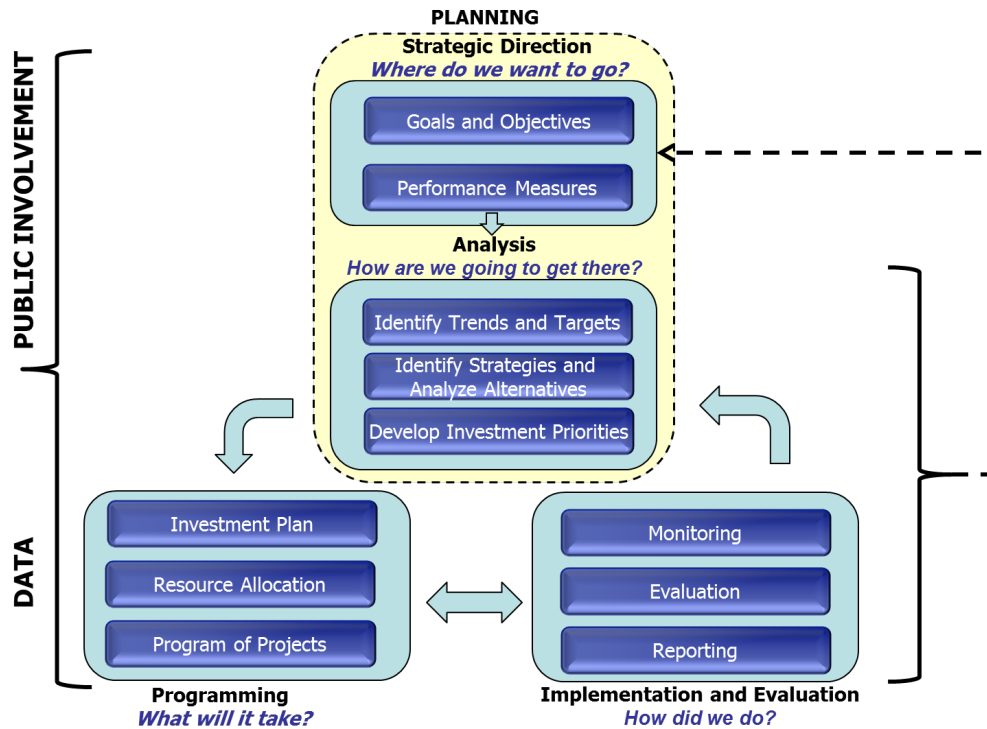 PLANNING
Strategic Direction
Where do we want to go?
Goals and Objectives
Performance Measures
Analysis
How are we going to get there?
Identify Trends and Targets
Identify Strategies and
Analyze Alternatives
Develop Investment Priorities
PUBLIC INVOLVEMENT
DATA
Investment Plan
Resource Allocation
Program of Projects
Programming
What will it take?
Monitoring
Evaluation
Reporting
Implementation and Evaluation
How did we do?